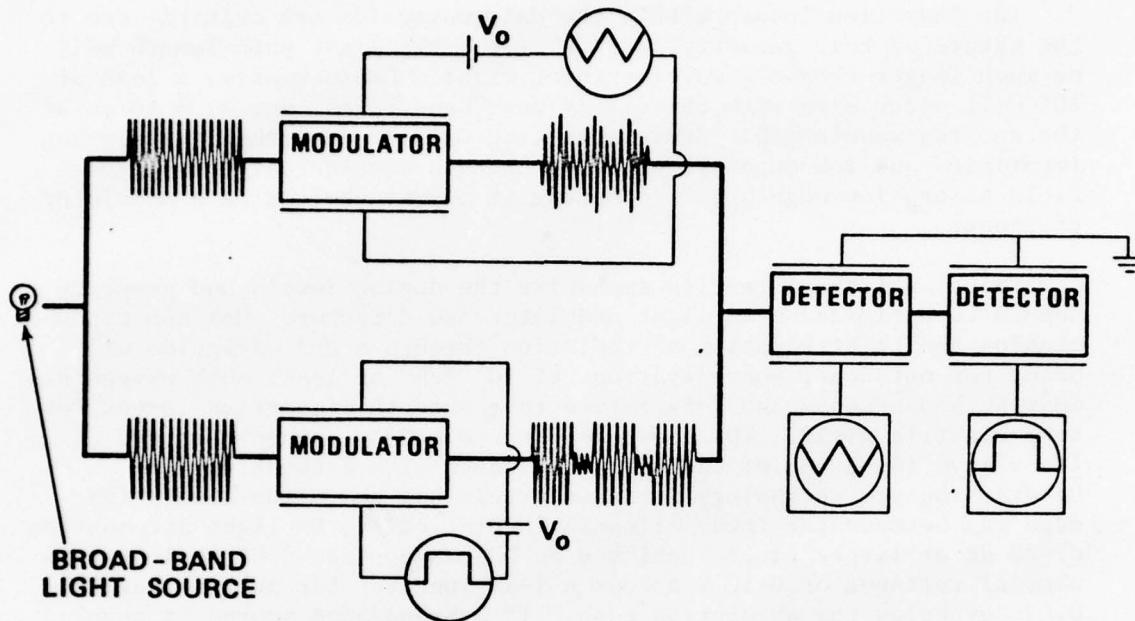 V₀
MODULATOR
DETECTOR
DETECTOR
MODULATOR
V₀
BROAD-BAND
LIGHT SOURCE